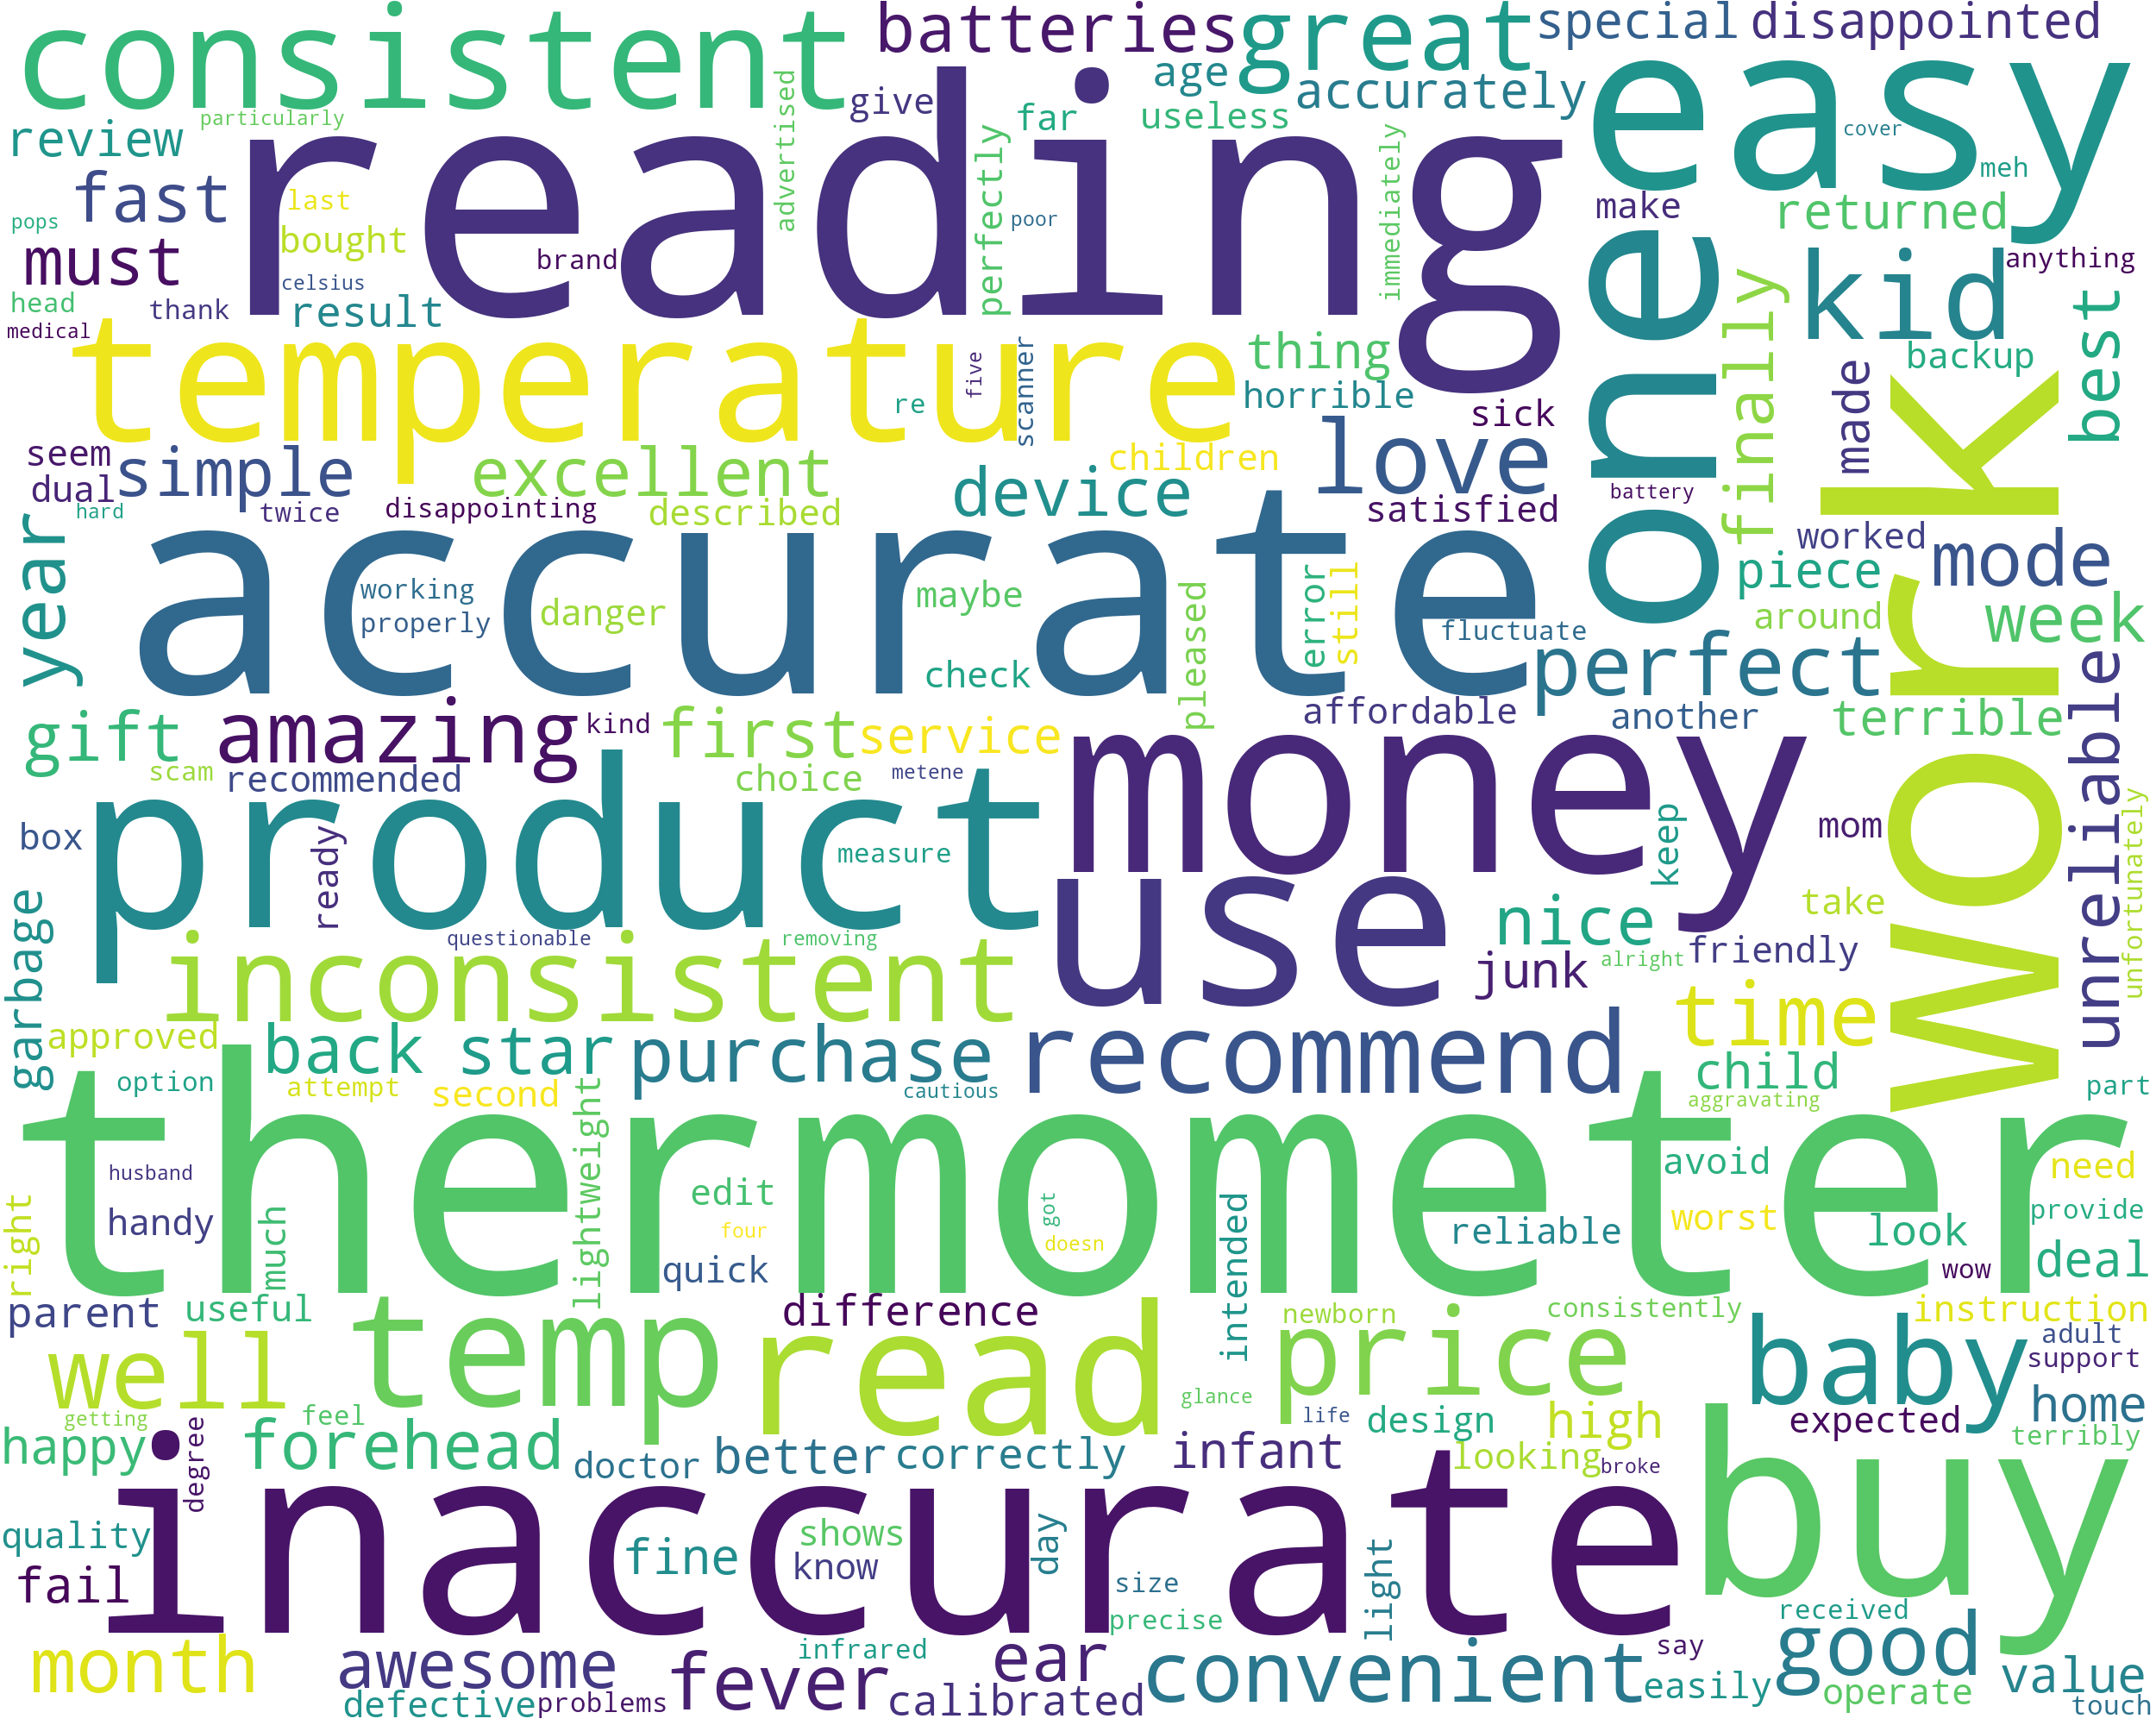 consistent
batteries
great
special
disappointed
easy
reading
age
accurately
give
far
useless
advertised
particularly
review
perfectly
immediately
cover
meh
fast
last
poor
make
returned
pops
bought
must
brand
one
kid
anything
celsius
head
thank
result
finally
best
medical
temperature
thing
made
backup
five
scanner
re
horrible
sick
work
seem
simple
excellent
children
love
device
dual
battery
hard
twice
disappointing
described
satisfied
year
accurate
worked
mode
working
maybe
error
still
piece
properly
danger
pleased
around
week
fluctuate
check
perfect
unreliable
gift
amazing
kind
first
service
affordable
another
terrible
money
scam
recommended
choice
metene
product
unfortunately
box
ready
measure
keep
mom
use
garbage
take
nice
questionable
removing
inconsistent
junk
alright
friendly
approved
back
star
purchase
recommend
time
option
attempt
second
lightweight
cautious
child
aggravating
part
thermometer
husband
avoid
need
right
handy
much
edit
four
got
doesn
intended
reliable
worst
look
provide
quick
wow
deal
parent
useful
difference
newborn
consistently
instruction
well
temp
read
price
baby
adult
support
glance
home
getting
feel
life
design
high
expected
happy
degree
forehead
doctor
better
correctly
infant
looking
broke
terribly
inaccurate
buy
quality
fine
shows
know
day
light
fail
size
precise
received
month
awesome
infrared
ear
say
good
fever
convenient
easily
value
defective
problems
calibrated
operate
touch